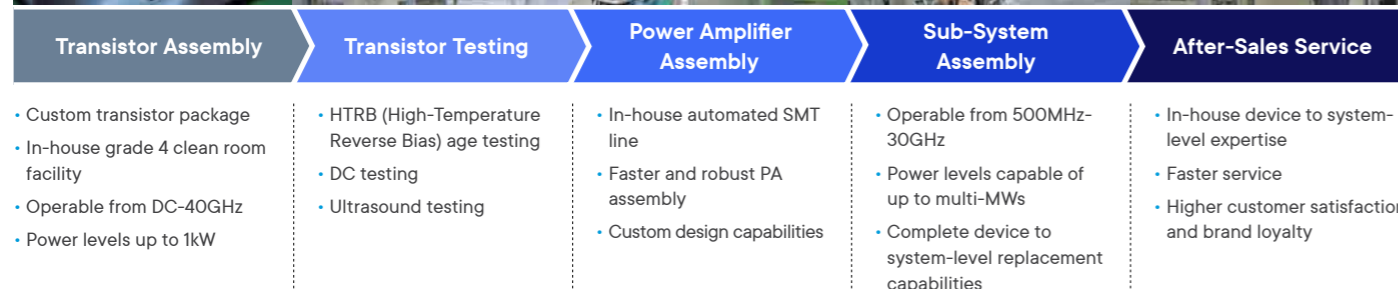 Transistor Assembly
Transistor Testing
Power Amplifier
Assembly
Sub-System
Assembly
After-Sales Service
• Custom transistor package
• In-house grade 4 clean room
facility
• Operable from DC-40GHz
• Power levels up to 1kW
• HTRB (High-Temperature
Reverse Bias) age testing
• DC testing
• Ultrasound testing
• In-house automated SMT
line
• Faster and robust PA
assembly
• Custom design capabilities
• Operable from 500MHz-
30GHz
• Power levels capable of
up to multi-MWs
• Complete device to
system-level replacement
capabilities
• In-house device to system-
level expertise
• Faster service
• Higher customer satisfaction
and brand loyalty